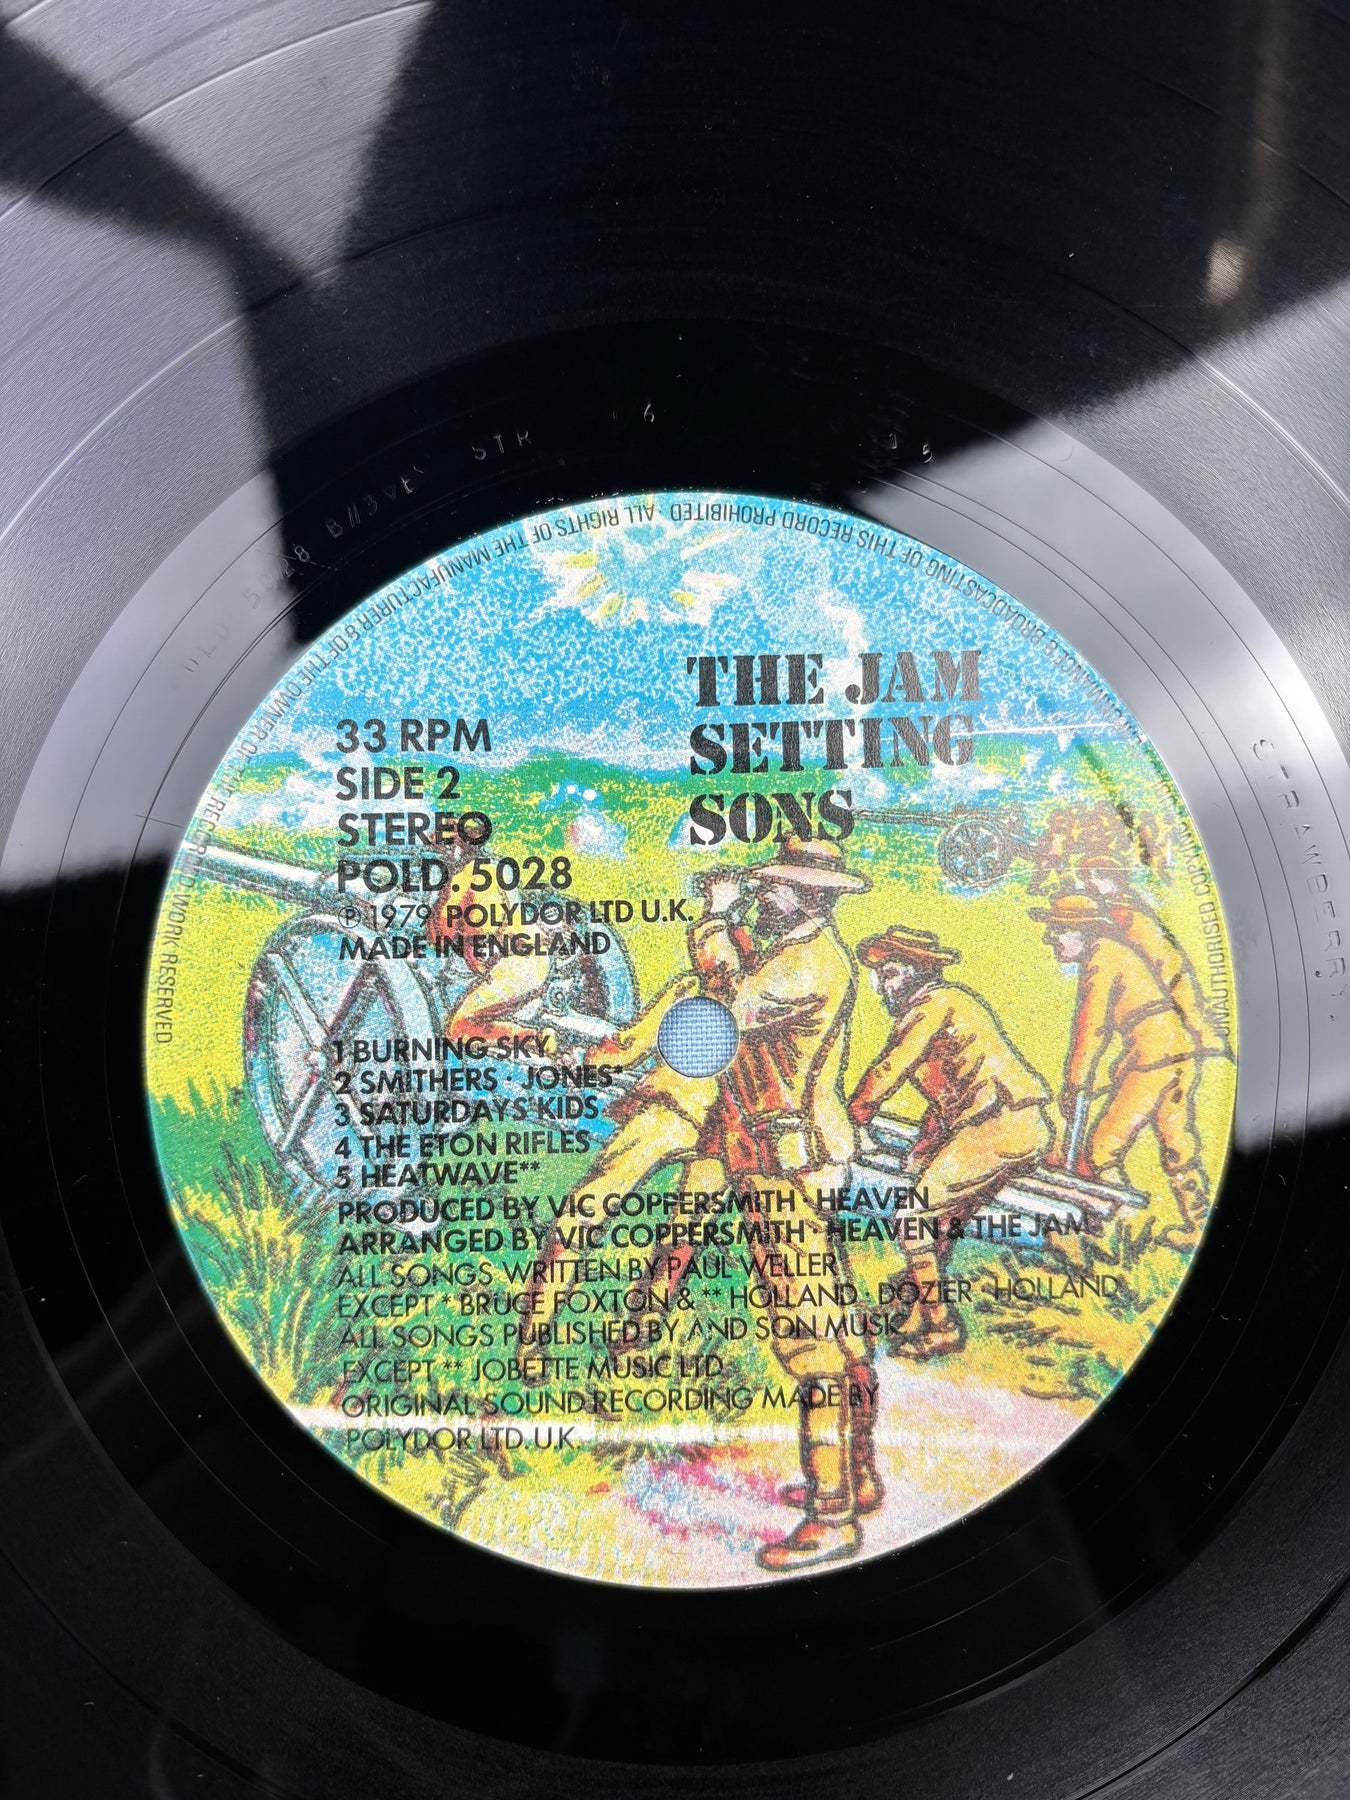 THE JAM
SETTING
SONS
33 RPM
SIDE 2
STEREO
POLD. 5028
Ⓟ 1979 POLYDOR LTD U.K.
MADE IN ENGLAND
1 BURNING SKY
2 SMITHERS · JONES*
3 SATURDAYS KIDS
4 THE ETON RIFLES
5 HEATWAVE**
PRODUCED BY VIC COPPERSMITH · HEAVEN
ARRANGED BY VIC COPPERSMITH · HEAVEN & THE JAM
ALL SONGS WRITTEN BY PAUL WELLER
EXCEPT * BRUCE FOXTON & ** HOLLAND · DOZIER · HOLLAND
ALL SONGS PUBLISHED BY AND SON MUSIC
EXCEPT ** JOBETTE MUSIC LTD
ORIGINAL SOUND RECORDING MADE BY
POLYDOR LTD. U.K.
UNAUTHORISED COPYING BROADCASTING OF THIS RECORD PROHIBITED · ALL RIGHTS OF THE MANUFACTURER & OF THE OWNER OF THE RECORDED WORK RESERVED
5028 STR
6
STRAWBERRY